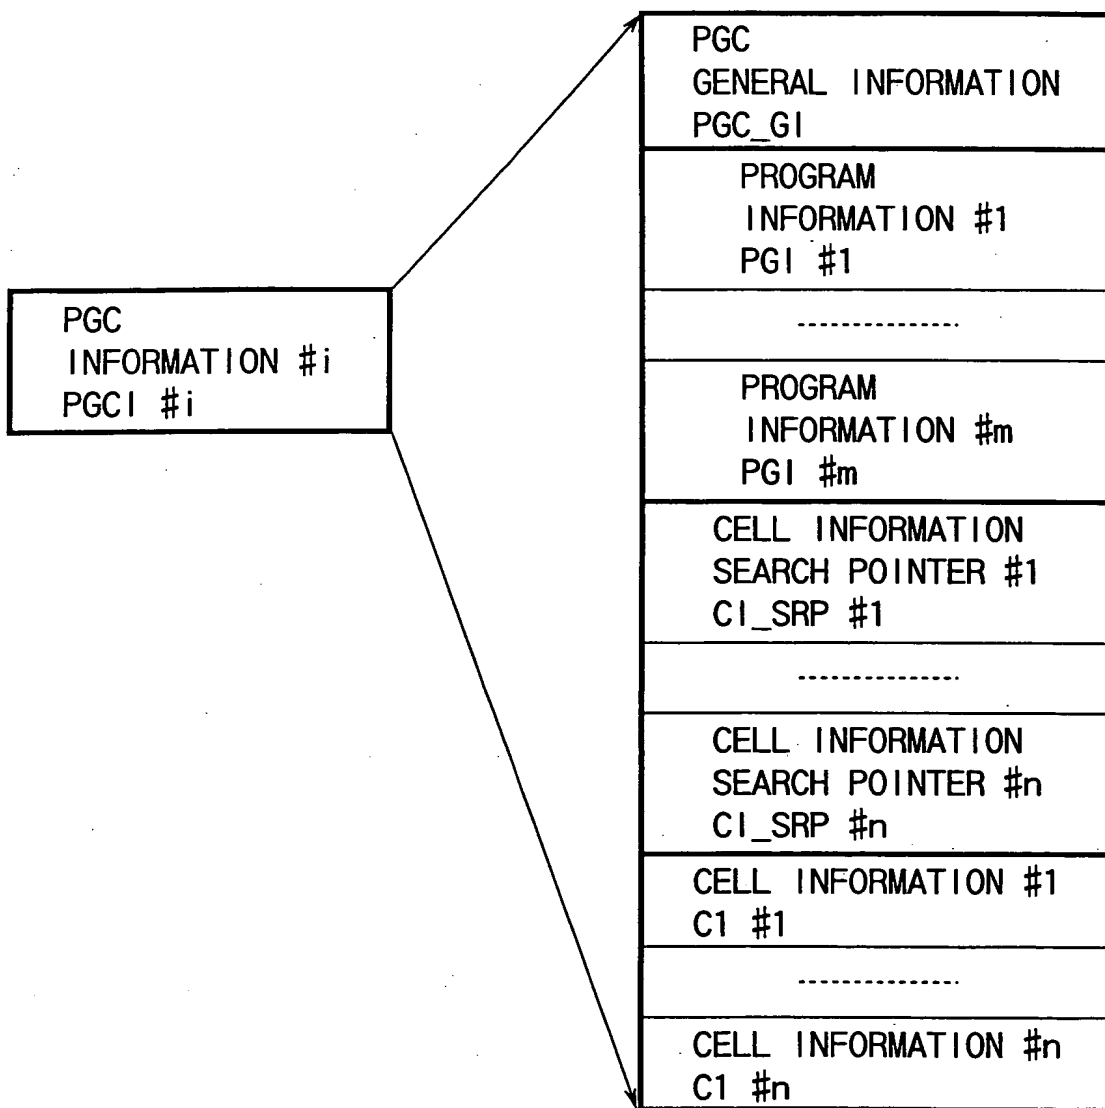 PGC
INFORMATION #i
PGCI #i
PGC
GENERAL INFORMATION
PGC_GI
PROGRAM
INFORMATION #1
PGI #1
PROGRAM
INFORMATION #m
PGI #m
CELL INFORMATION
SEARCH POINTER #1
CI_SRP #1
CELL INFORMATION
SEARCH POINTER #n
CI_SRP #n
CELL INFORMATION #1
C1 #1
CELL INFORMATION #n
C1 #n